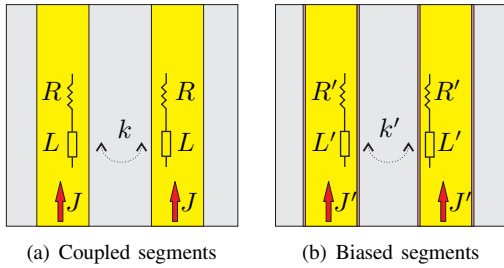 R R R′ R′
L L L′ L′
k k′
J J J′ J′
(a) Coupled segments (b) Biased segments